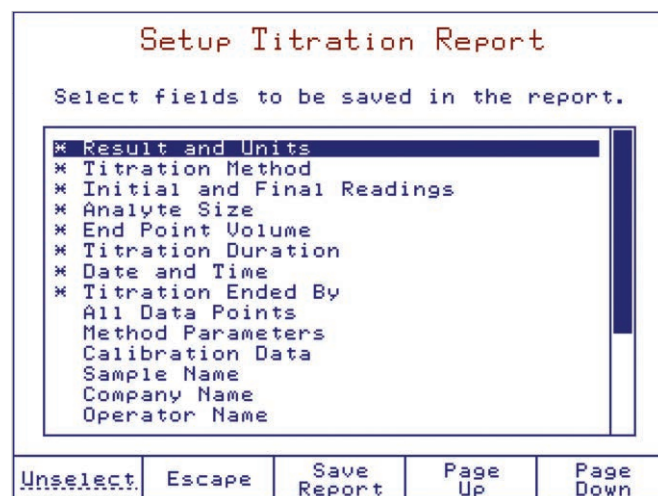 Setup Titration Report
Select fields to be saved in the report.
* Result and Units
* Titration Method
* Initial and Final Readings
* Analyte Size
* End Point Volume
* Titration Duration
* Date and Time
* Titration Ended By
All Data Points
Method Parameters
Calibration Data
Sample Name
Company Name
Operator Name
Unselect
Escape
Save
Report
Page
Up
Page
Down